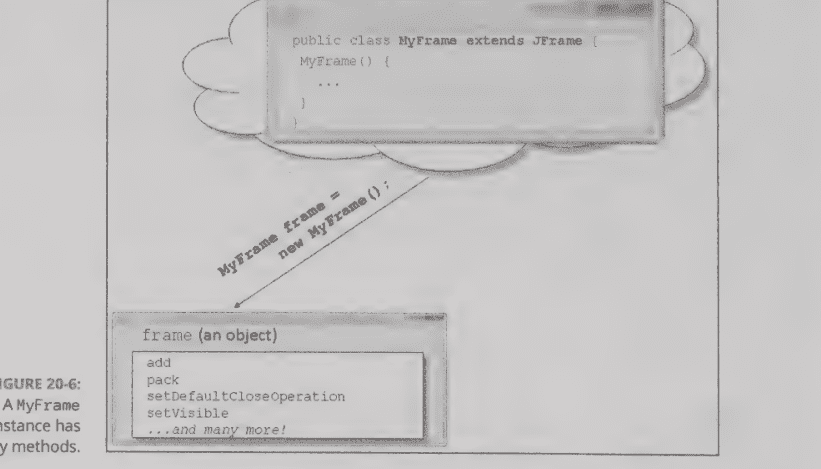 public class MyFrame extends JFrame {
MyFrame() {
...
}
}
MyFrame frame =
new MyFrame();
frame (an object)
add
pack
setDefaultCloseOperation
setVisible
...and many more!
IGURE 20-6:
A MyFrame
nstance has
y methods.